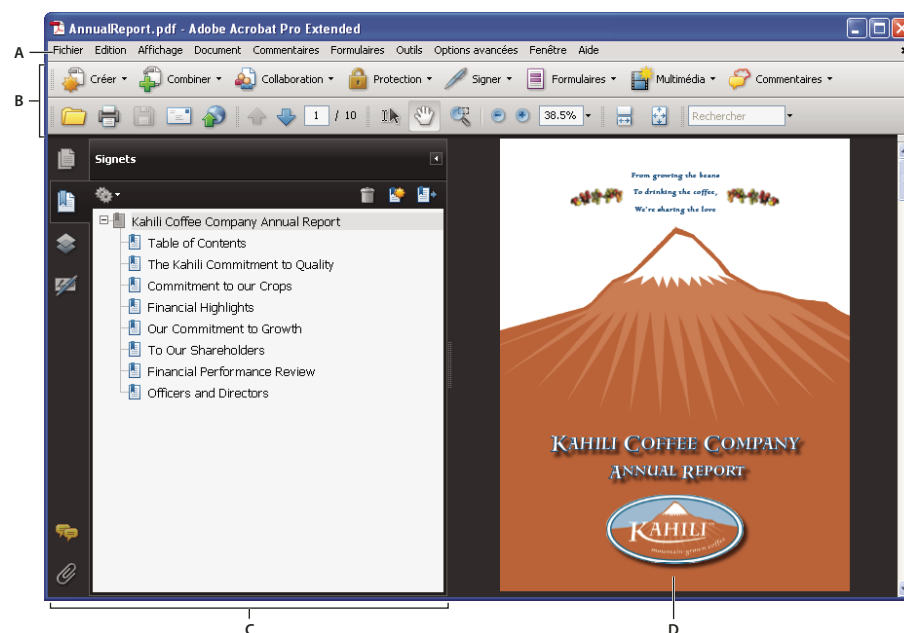 AnnualReport.pdf - Adobe Acrobat Pro Extended
A
Fichier Edition Affichage Document Commentaires Formulaires Outils Options avancées Fenêtre Aide
B
Créer Combiner Collaboration Protection Signer Formulaires Multimédia Commentaires
1 / 10 38.5% Rechercher
Signets
Kahili Coffee Company Annual Report
Table of Contents
The Kahili Commitment to Quality
Commitment to our Crops
Financial Highlights
Our Commitment to Growth
To Our Shareholders
Financial Performance Review
Officers and Directors
From growing the beans
To drinking the coffee,
We're sharing the love
KAHILI COFFEE COMPANY
ANNUAL REPORT
KAHILI
mountain-grown coffee
C
D